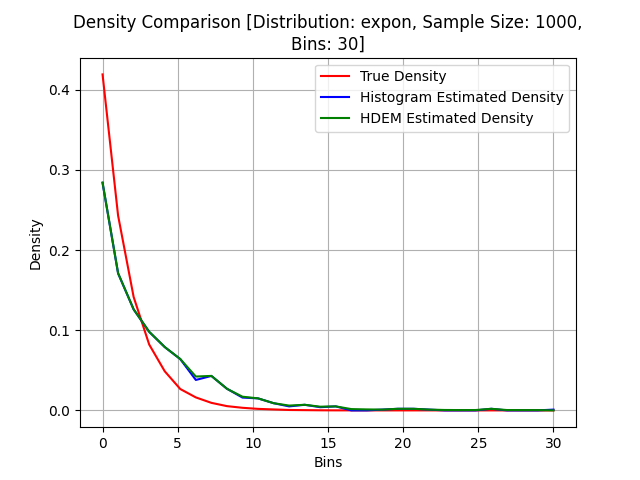 Density Comparison [Distribution: expon, Sample Size: 1000,
Bins: 30]
True Density
Histogram Estimated Density
HDEM Estimated Density
Density
0.4
0.3
0.2
0.1
0.0
0 5 10 15 20 25 30
Bins